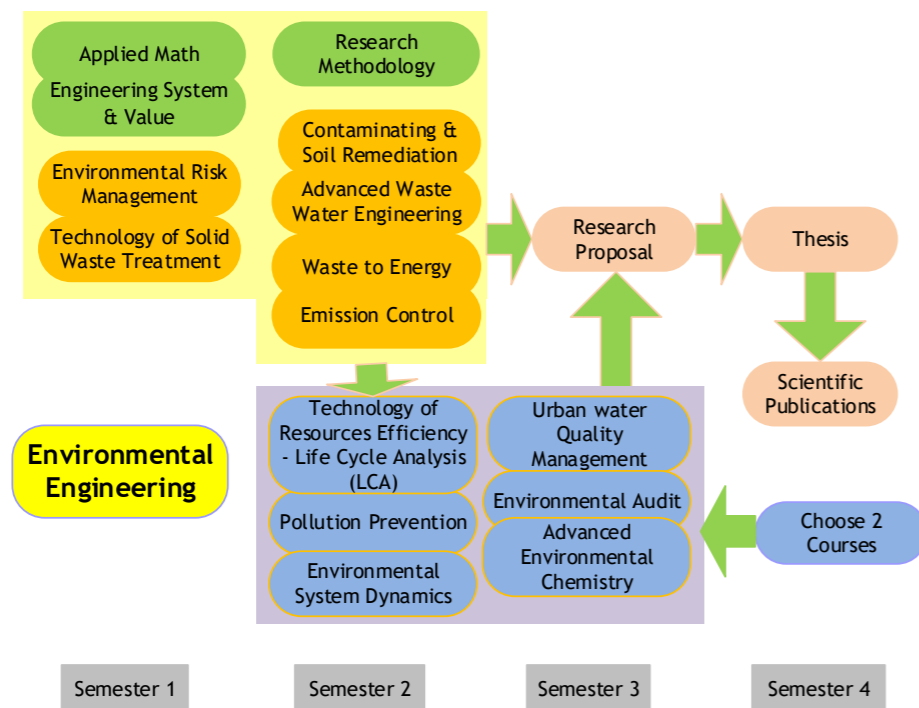 Applied Math
Engineering System
& Value
Environmental Risk
Management
Technology of Solid
Waste Treatment
Research
Methodology
Contaminating &
Soil Remediation
Advanced Waste
Water Engineering
Waste to Energy
Emission Control
Research
Proposal
Thesis
Scientific
Publications
Environmental
Engineering
Technology of
Resources Efficiency
- Life Cycle Analysis
(LCA)
Pollution Prevention
Environmental
System Dynamics
Urban water
Quality
Management
Environmental Audit
Advanced
Environmental
Chemistry
Choose 2
Courses
Semester 1
Semester 2
Semester 3
Semester 4